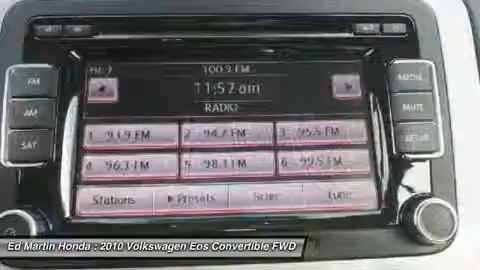 FM
AM
SAT
100.9 FM
11:57 am
RADIO
1 93.9 FM 2 94.7 FM 3 95.5 FM
4 96.3 FM 5 98.1 FM 6 99.5 FM
Stations Presets Scan Tune
MEDIA
MUTE
SETUP
Ed Martin Honda : 2010 Volkswagen Eos Convertible FWD